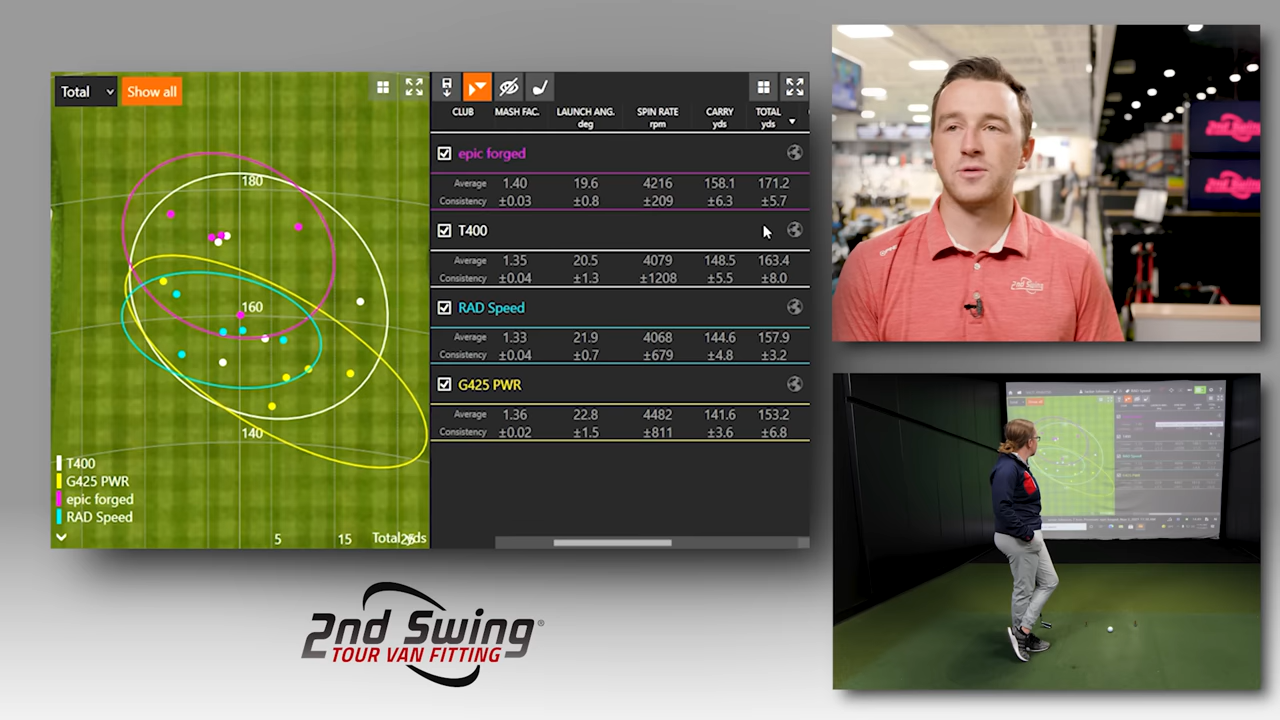 Total
Show all
180
160
140
T400
G425 PWR
epic forged
RAD Speed
5
15
25
Total yds
CLUB MASH FAC. LAUNCH ANG. SPIN RATE CARRY TOTAL
deg rpm yds yds
epic forged
Average 1.40 19.6 4216 158.1 171.2
Consistency ±0.03 ±0.8 ±209 ±6.3 ±5.7
T400
Average 1.35 20.5 4079 148.5 163.4
Consistency ±0.04 ±1.3 ±1208 ±5.5 ±8.0
RAD Speed
Average 1.33 21.9 4068 144.6 157.9
Consistency ±0.04 ±0.7 ±679 ±4.8 ±3.2
G425 PWR
Average 1.36 22.8 4482 141.6 153.2
Consistency ±0.02 ±1.5 ±811 ±3.6 ±6.8
2nd Swing®
TOUR VAN FITTING
2nd Swing
2nd Swing
2nd Swing